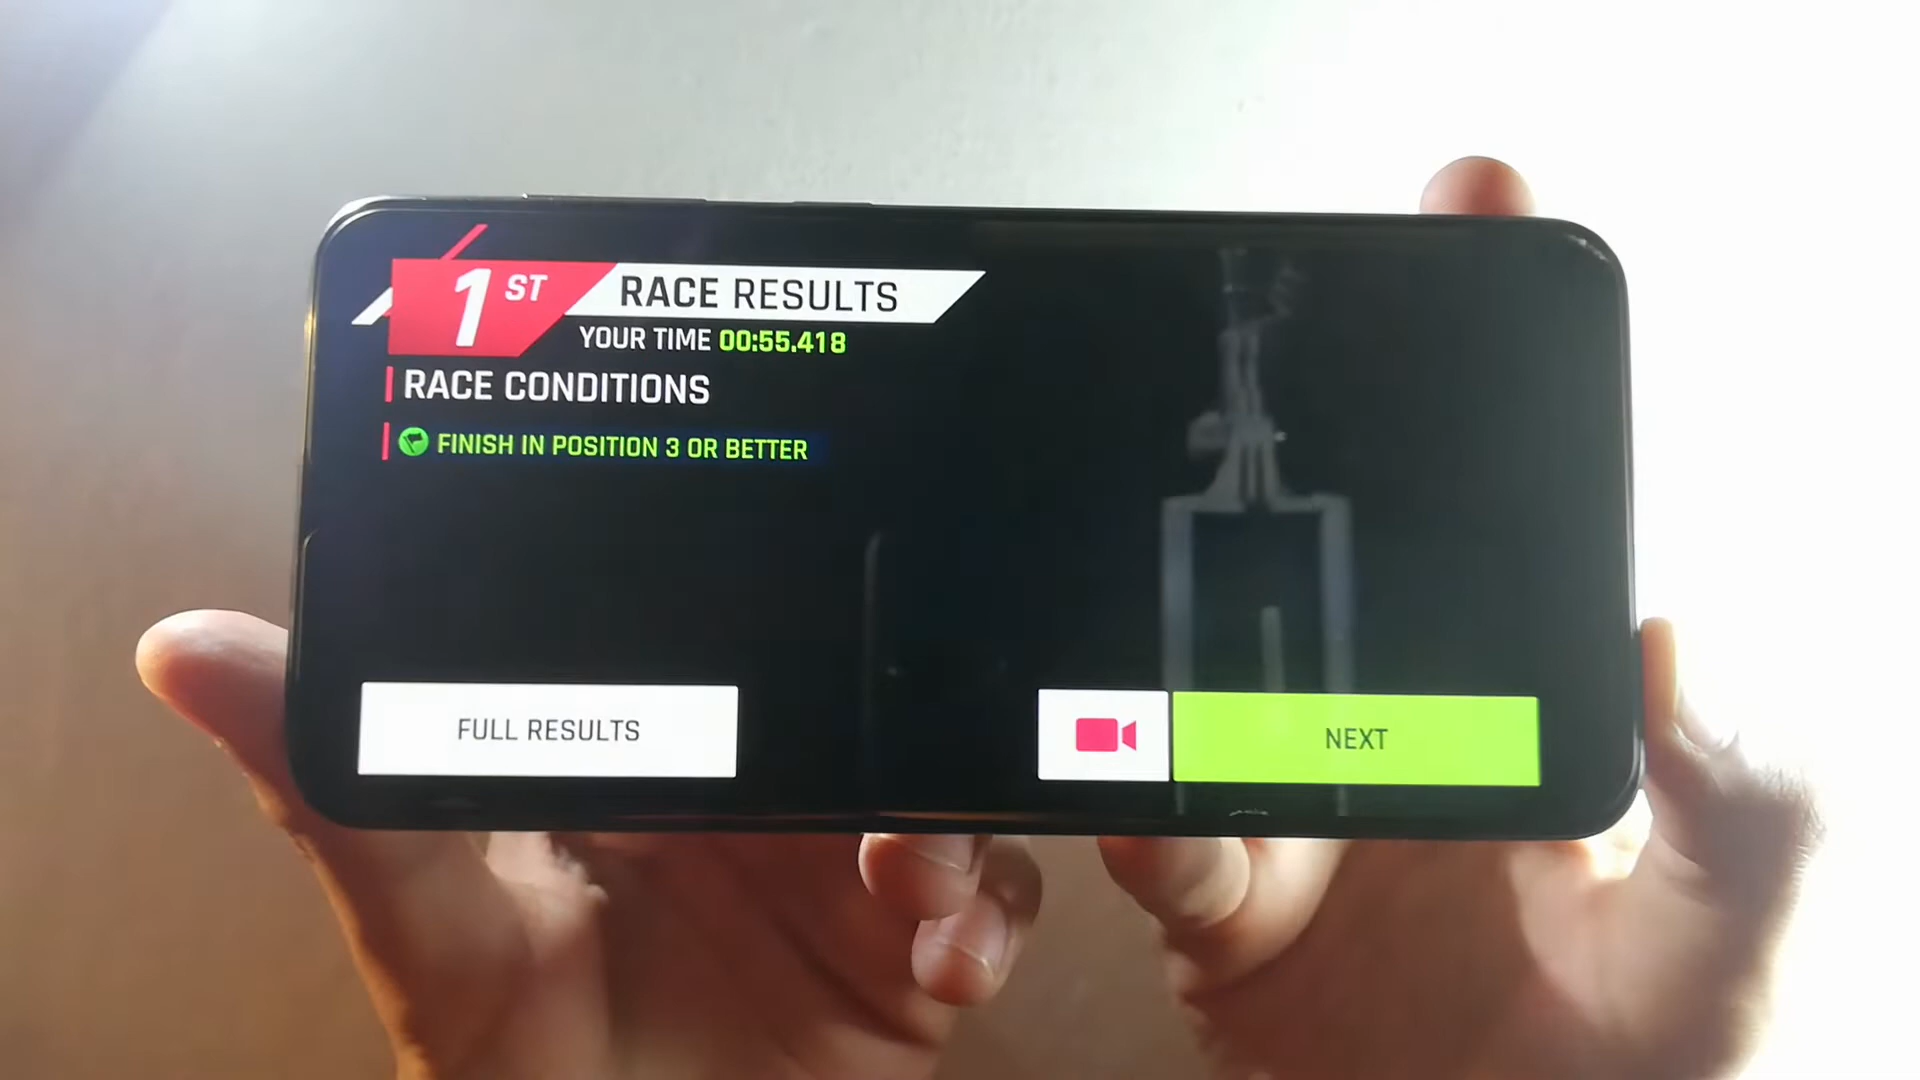 1ST
RACE RESULTS
YOUR TIME 00:55.418
RACE CONDITIONS
FINISH IN POSITION 3 OR BETTER
FULL RESULTS
NEXT